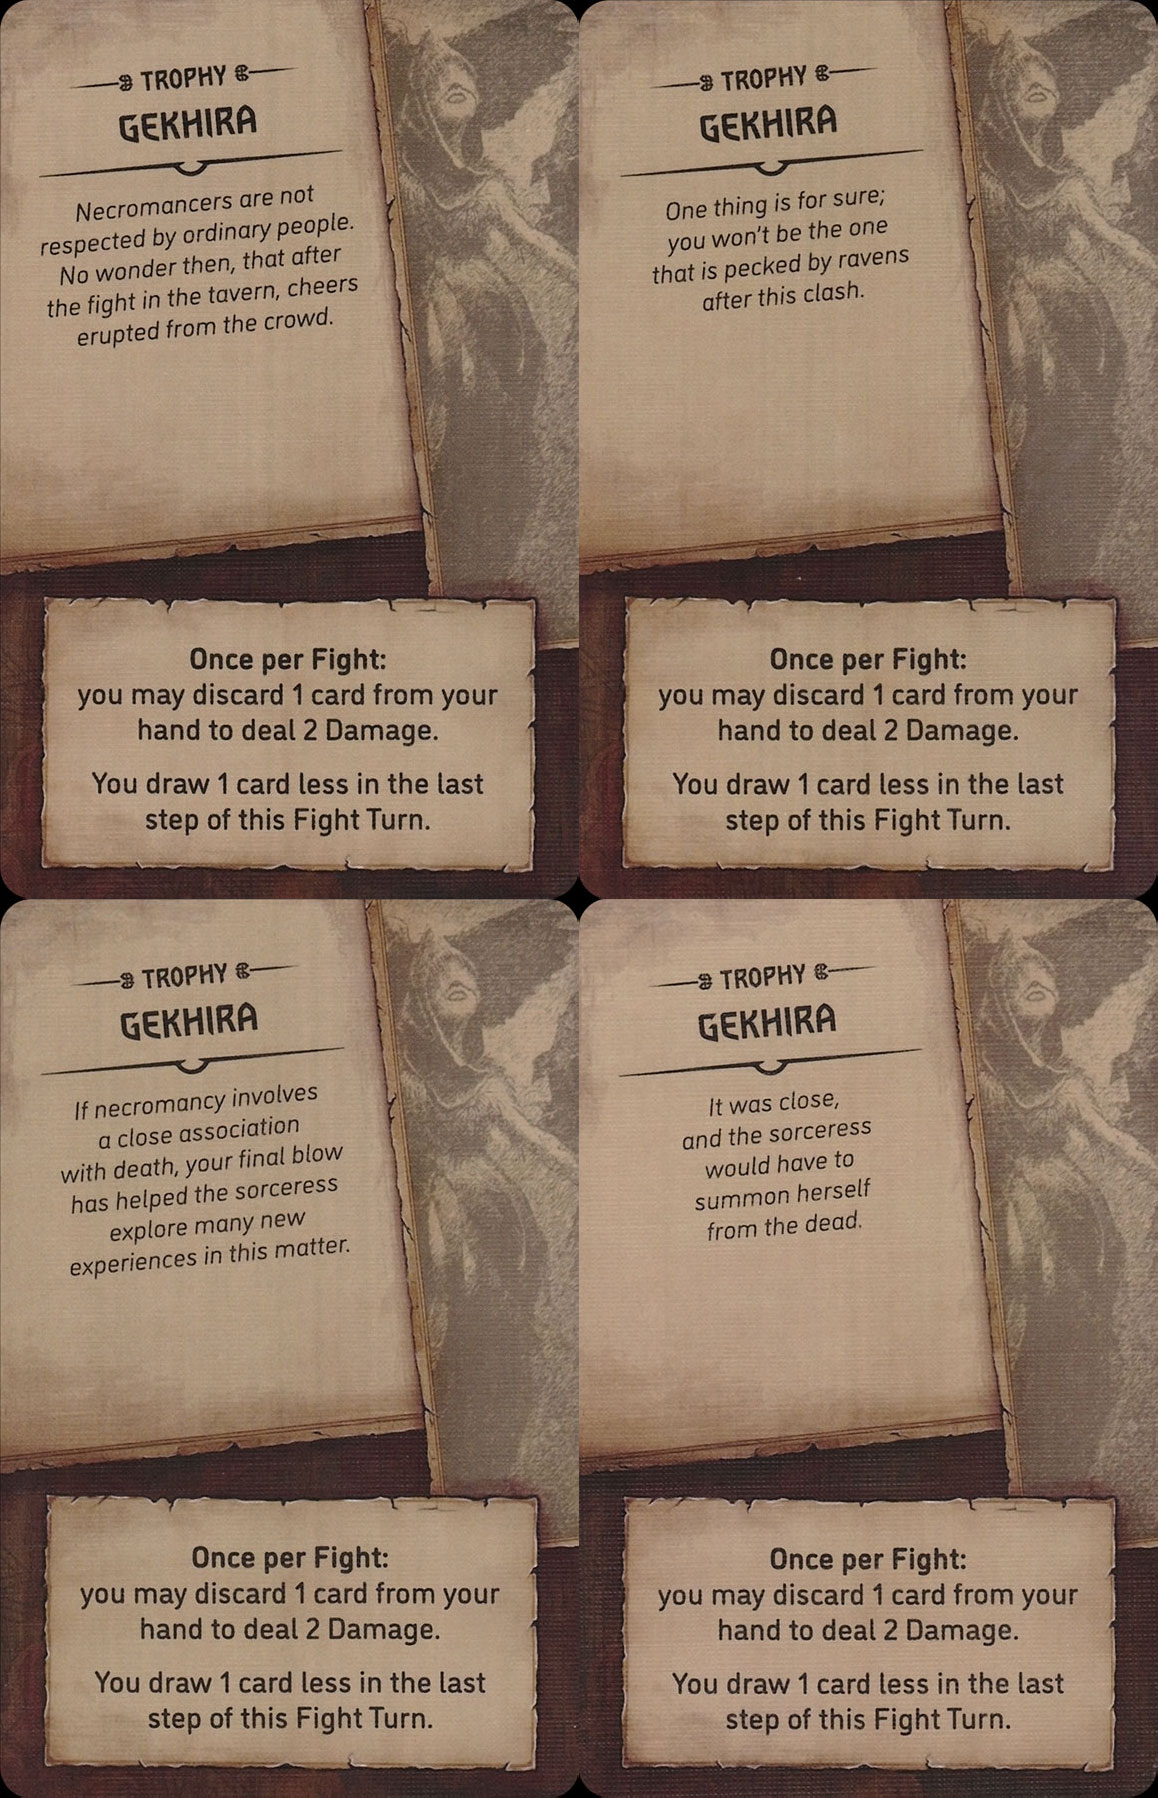 TROPHY
GEKHIRA
Necromancers are not
respected by ordinary people.
No wonder then, that after
the fight in the tavern, cheers
erupted from the crowd.
Once per Fight:
you may discard 1 card from your
hand to deal 2 Damage.
You draw 1 card less in the last
step of this Fight Turn.
TROPHY
GEKHIRA
One thing is for sure;
you won't be the one
that is pecked by ravens
after this clash.
Once per Fight:
you may discard 1 card from your
hand to deal 2 Damage.
You draw 1 card less in the last
step of this Fight Turn.
TROPHY
GEKHIRA
If necromancy involves
a close association
with death, your final blow
has helped the sorceress
explore many new
experiences in this matter.
Once per Fight:
you may discard 1 card from your
hand to deal 2 Damage.
You draw 1 card less in the last
step of this Fight Turn.
TROPHY
GEKHIRA
It was close,
and the sorceress
would have to
summon herself
from the dead.
Once per Fight:
you may discard 1 card from your
hand to deal 2 Damage.
You draw 1 card less in the last
step of this Fight Turn.